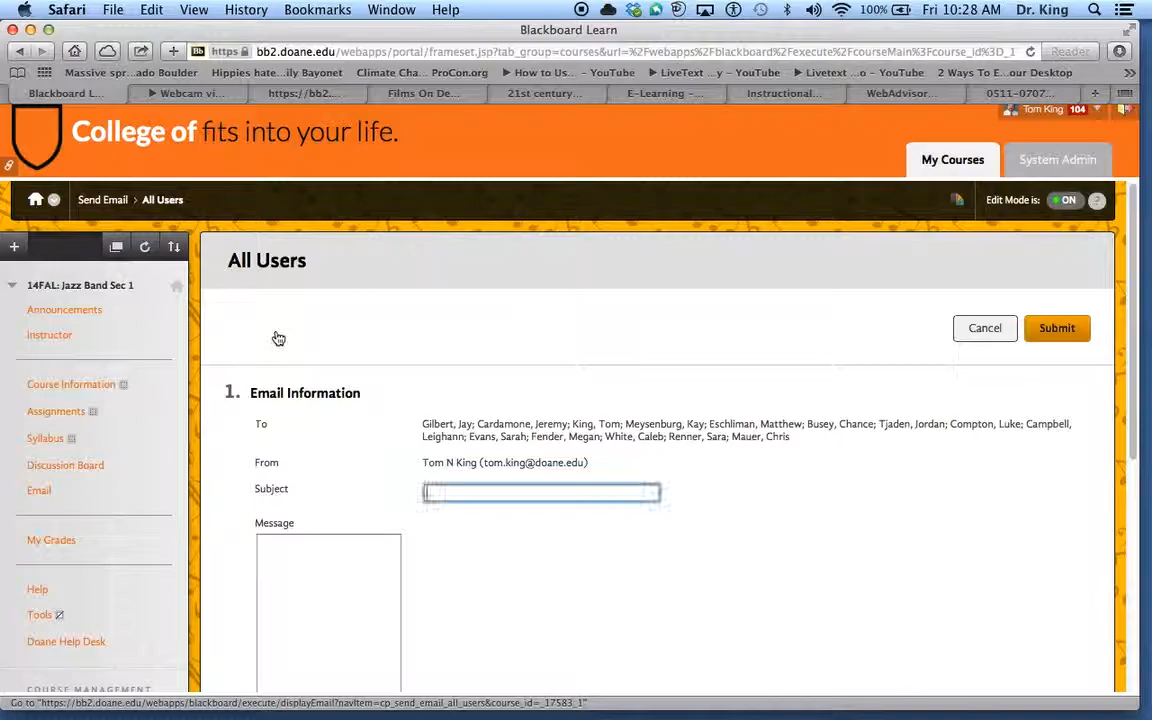 Safari File Edit View History Bookmarks Window Help 100% Fri 10:28 AM Dr. King
Blackboard Learn
Bb https bb2.doane.edu/webapps/portal/frameset.jsp?tab_group=courses&url=%2Fwebapps%2Fblackboard%2Fexecute%2FcourseMain%3Fcourse_id%3D_1 Reader
Massive spr...ado Boulder Hippies hate...ily Bayonet Climate Cha... ProCon.org How to Us... – YouTube LiveText ...y – YouTube Livetext ...o – YouTube 2 Ways To E...our Desktop
Blackboard L... Webcam vi... https://bb2... Films On De... 21st century... E-Learning –... Instructional... WebAdvisor... 0511-0707...
Tom King 104
College of fits into your life.
My Courses System Admin
Send Email > All Users Edit Mode is: ON ?
All Users
14FAL: Jazz Band Sec 1
Announcements
Instructor
Cancel Submit
Course Information
Assignments
Syllabus
Discussion Board
Email
My Grades
Help
Tools
Doane Help Desk
COURSE MANAGEMENT
1. Email Information
To Gilbert, Jay; Cardamone, Jeremy; King, Tom; Meysenburg, Kay; Eschliman, Matthew; Busey, Chance; Tjaden, Jordan; Compton, Luke; Campbell,
Leighann; Evans, Sarah; Fender, Megan; White, Caleb; Renner, Sara; Mauer, Chris
From Tom N King (tom.king@doane.edu)
Subject
Message
Go to "https://bb2.doane.edu/webapps/blackboard/execute/displayEmail?navItem=cp_send_email_all_users&course_id=_17583_1"